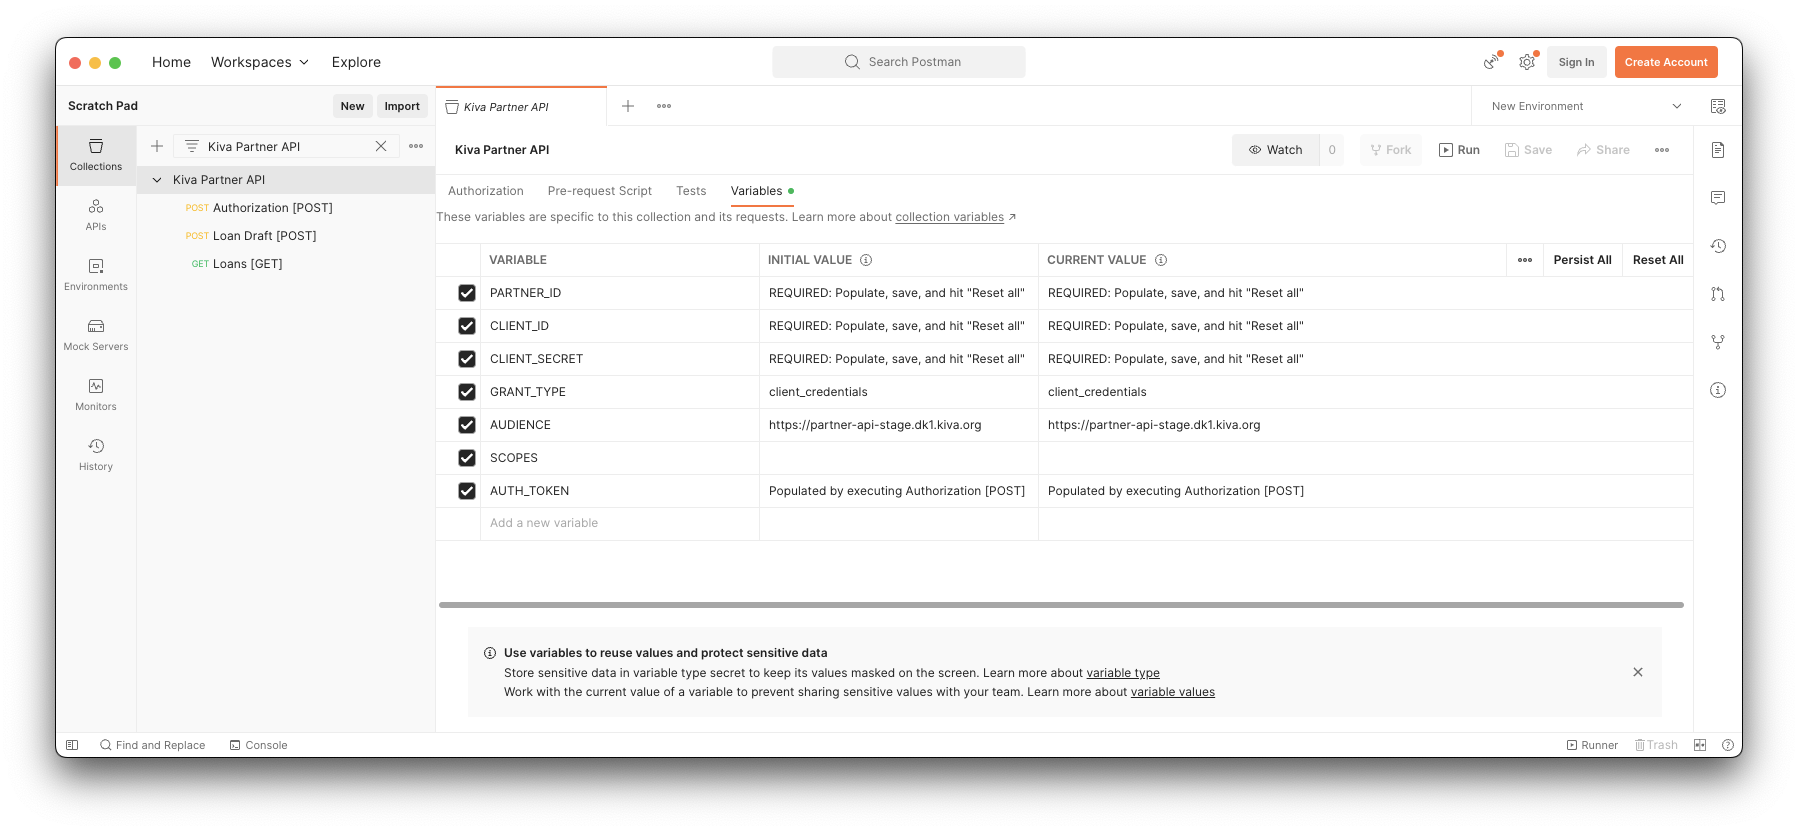 Home Workspaces Explore Search Postman Sign In Create Account
Scratch Pad New Import Kiva Partner API New Environment
Collections
APIs
Environments
Mock Servers
Monitors
History
Kiva Partner API
Kiva Partner API
POST Authorization [POST]
POST Loan Draft [POST]
GET Loans [GET]
Kiva Partner API Watch 0 Fork Run Save Share
Authorization Pre-request Script Tests Variables
These variables are specific to this collection and its requests. Learn more about collection variables ↗
VARIABLE INITIAL VALUE CURRENT VALUE Persist All Reset All
PARTNER_ID REQUIRED: Populate, save, and hit "Reset all" REQUIRED: Populate, save, and hit "Reset all"
CLIENT_ID REQUIRED: Populate, save, and hit "Reset all" REQUIRED: Populate, save, and hit "Reset all"
CLIENT_SECRET REQUIRED: Populate, save, and hit "Reset all" REQUIRED: Populate, save, and hit "Reset all"
GRANT_TYPE client_credentials client_credentials
AUDIENCE https://partner-api-stage.dk1.kiva.org https://partner-api-stage.dk1.kiva.org
SCOPES
AUTH_TOKEN Populated by executing Authorization [POST] Populated by executing Authorization [POST]
Add a new variable
Use variables to reuse values and protect sensitive data
Store sensitive data in variable type secret to keep its values masked on the screen. Learn more about variable type
Work with the current value of a variable to prevent sharing sensitive values with your team. Learn more about variable values
Find and Replace Console Runner Trash